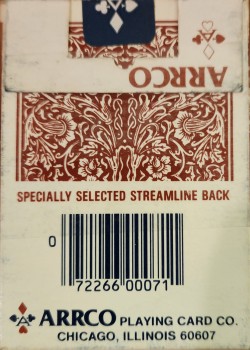 ARRCO
SPECIALLY SELECTED STREAMLINE BACK
0
72266 00071
ARRCO PLAYING CARD CO.
CHICAGO, ILLINOIS 60607